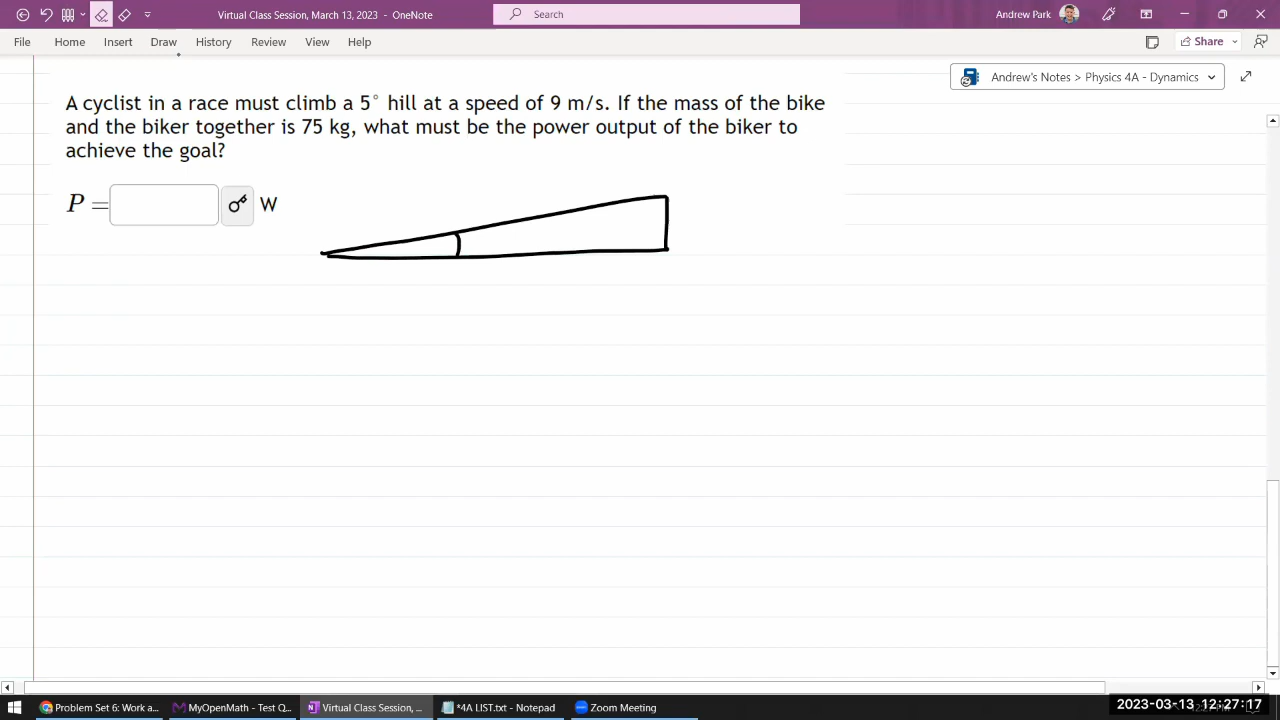 Virtual Class Session, March 13, 2023 - OneNote
Search
Andrew Park
File Home Insert Draw History Review View Help
Share
Andrew's Notes > Physics 4A - Dynamics
A cyclist in a race must climb a 5° hill at a speed of 9 m/s. If the mass of the bike
and the biker together is 75 kg, what must be the power output of the biker to
achieve the goal?
P = W
Problem Set 6: Work a...
MyOpenMath - Test Q...
Virtual Class Session, ...
*4A LIST.txt - Notepad
Zoom Meeting
2023-03-13 12:27:17